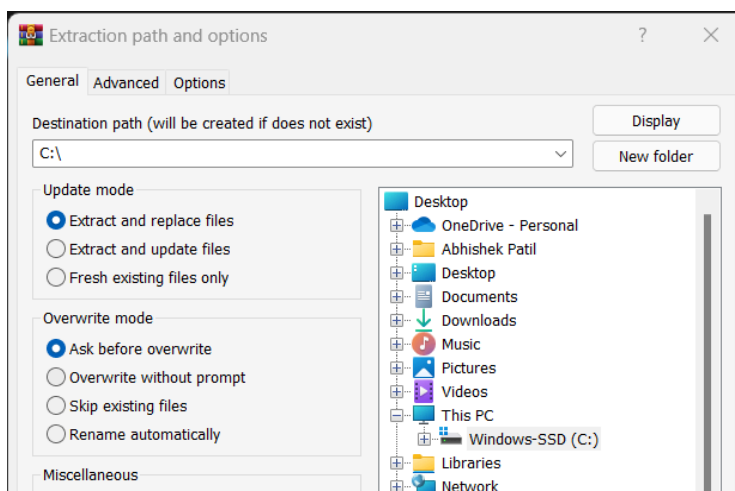 Extraction path and options
General Advanced Options
Destination path (will be created if does not exist)
Display
C:\
New folder
Update mode
Extract and replace files
Extract and update files
Fresh existing files only
Overwrite mode
Ask before overwrite
Overwrite without prompt
Skip existing files
Rename automatically
Miscellaneous
Desktop
OneDrive - Personal
Abhishek Patil
Desktop
Documents
Downloads
Music
Pictures
Videos
This PC
Windows-SSD (C:)
Libraries
Network